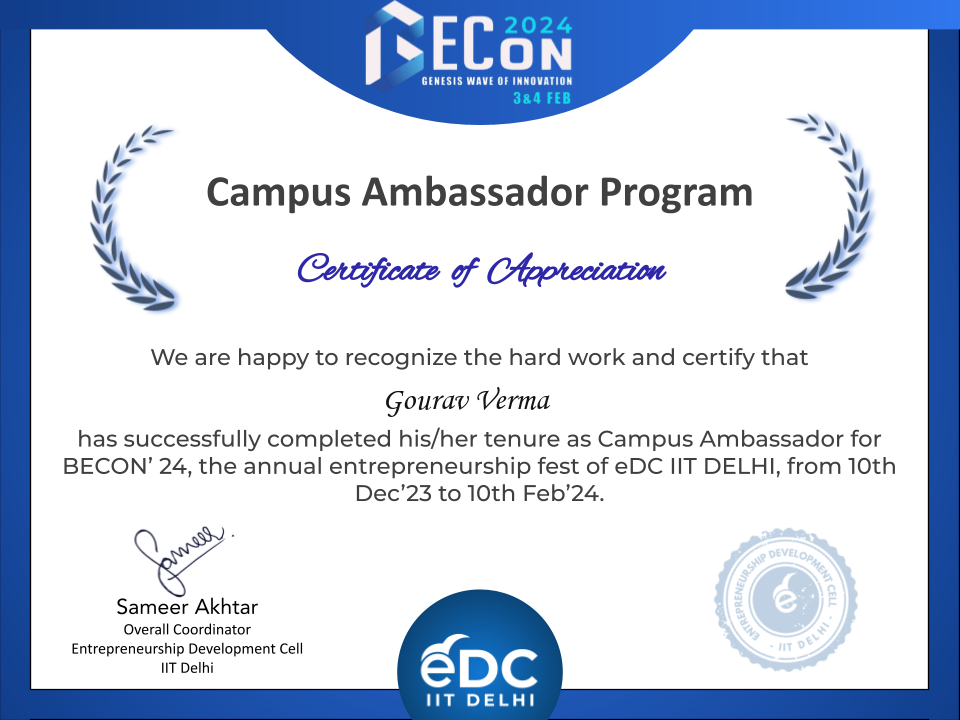 2024
BECON
GENESIS WAVE OF INNOVATION
3&4 FEB
Campus Ambassador Program
Certificate of Appreciation
We are happy to recognize the hard work and certify that
Gourav Verma
has successfully completed his/her tenure as Campus Ambassador for
BECON’ 24, the annual entrepreneurship fest of eDC IIT DELHI, from 10th
Dec’23 to 10th Feb’24.
Sameer
Sameer Akhtar
Overall Coordinator
Entrepreneurship Development Cell
IIT Delhi
ENTREPRENEURSHIP DEVELOPMENT CELL
e
- IIT DELHI -
eDC
IIT DELHI